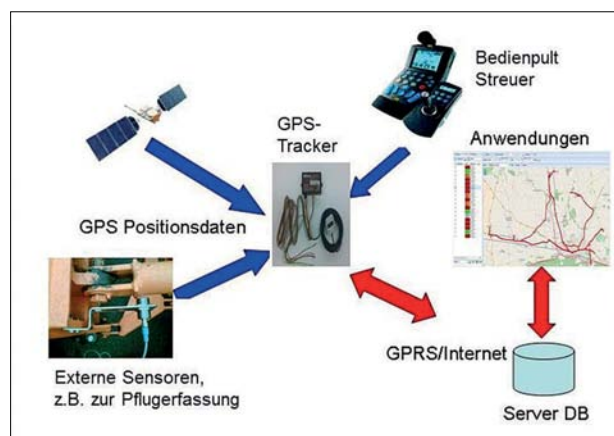 Bedienpult
Streuer
GPS-
Tracker
Anwendungen
GPS Positionsdaten
GPRS/Internet
Externe Sensoren,
z.B. zur Pflugerfassung
Server DB